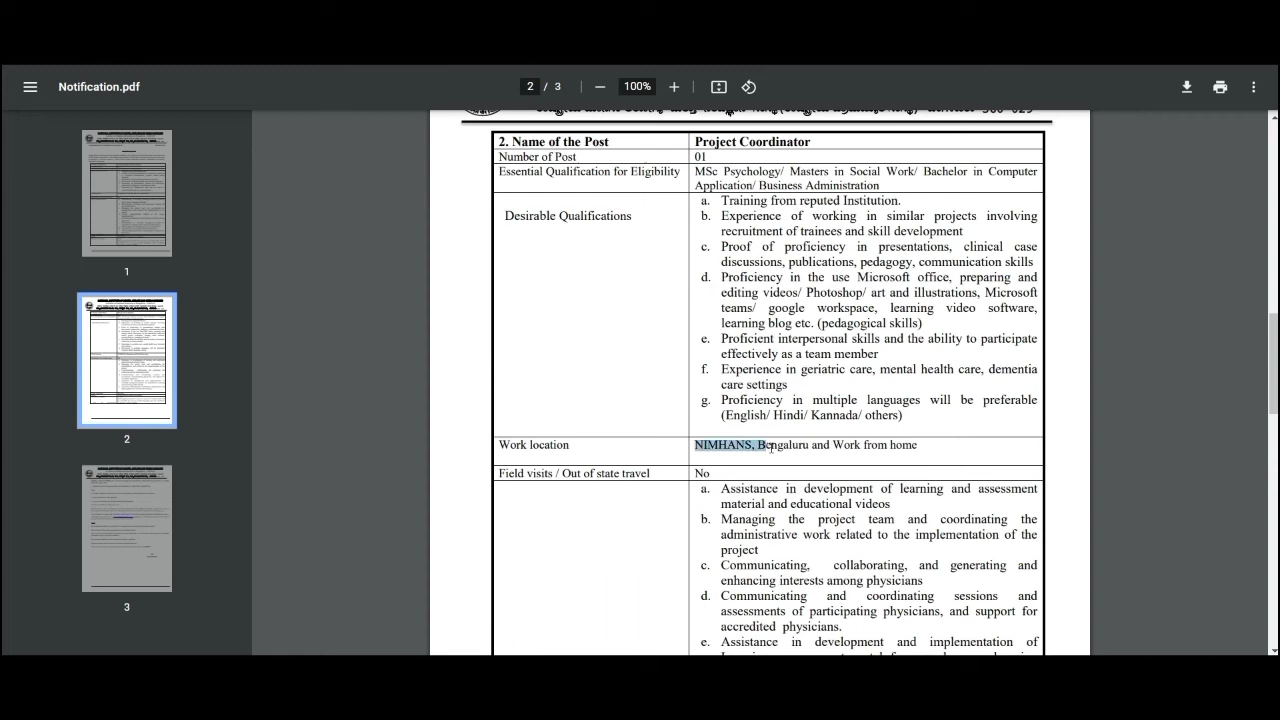 Notification.pdf
2 / 3
100%
2. Name of the Post Project Coordinator
Number of Post 01
Essential Qualification for Eligibility MSc Psychology/ Masters in Social Work/ Bachelor in Computer
Application/ Business Administration
Desirable Qualifications
a. Training from reputed Institution.
b. Experience of working in similar projects involving
recruitment of trainees and skill development
c. Proof of proficiency in presentations, clinical case
discussions, publications, pedagogy, communication skills
d. Proficiency in the use Microsoft office, preparing and
editing videos/ Photoshop/ art and illustrations, Microsoft
teams/ google workspace, learning video software,
learning blog etc. (pedagogical skills)
e. Proficient interpersonal skills and the ability to participate
effectively as a team member
f. Experience in geriatric care, mental health care, dementia
care settings
g. Proficiency in multiple languages will be preferable
(English/ Hindi/ Kannada/ others)
Work location NIMHANS, Bengaluru and Work from home
Field visits / Out of state travel No
a. Assistance in development of learning and assessment
material and educational videos
b. Managing the project team and coordinating the
administrative work related to the implementation of the
project
c. Communicating, collaborating, and generating and
enhancing interests among physicians
d. Communicating and coordinating sessions and
assessments of participating physicians, and support for
accredited physicians.
e. Assistance in development and implementation of
1
2
3